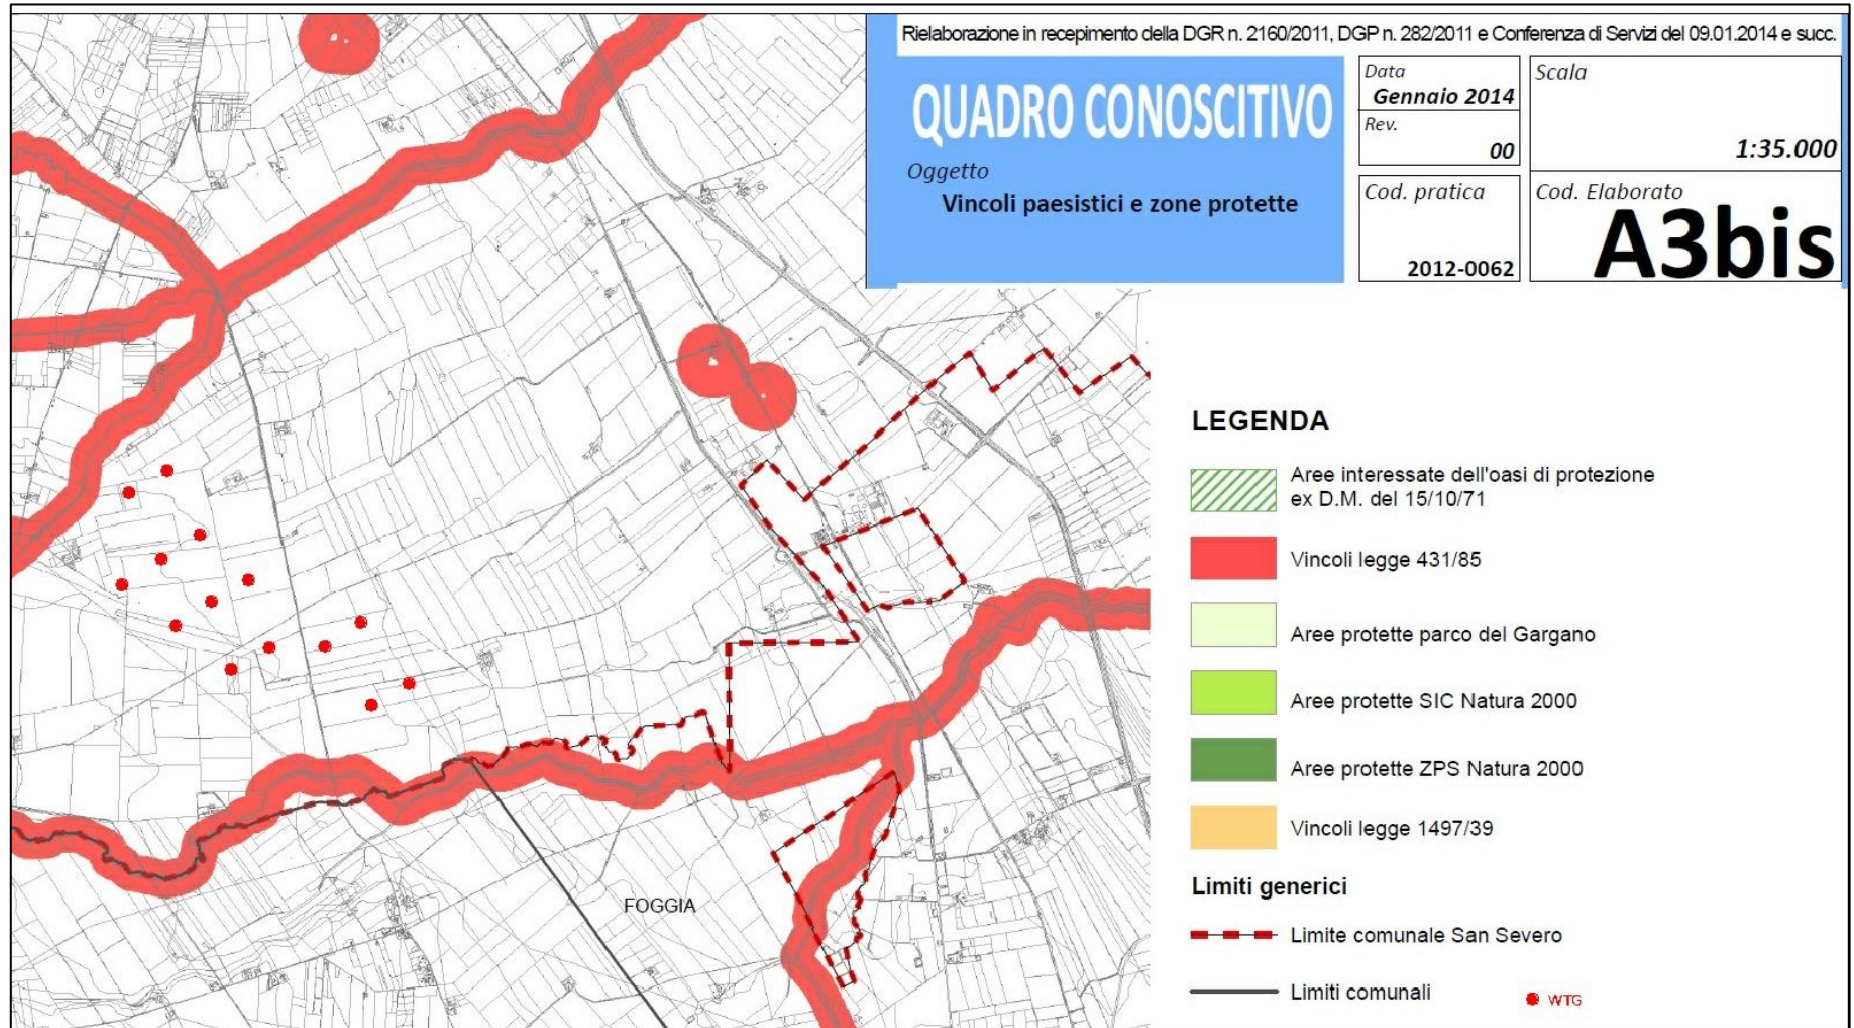 Rielaborazione in recepimento della DGR n. 2160/2011, DGP n. 282/2011 e Conferenza di Servizi del 09.01.2014 e succ.
QUADRO CONOSCITIVO
Oggetto
Vincoli paesistici e zone protette
Data
Gennaio 2014
Rev.
00
Scala
1:35.000
Cod. pratica
2012-0062
Cod. Elaborato
A3bis
LEGENDA
Aree interessate dell'oasi di protezione
ex D.M. del 15/10/71
Vincoli legge 431/85
Aree protette parco del Gargano
Aree protette SIC Natura 2000
Aree protette ZPS Natura 2000
Vincoli legge 1497/39
Limiti generici
Limite comunale San Severo
Limiti comunali
WTG
FOGGIA